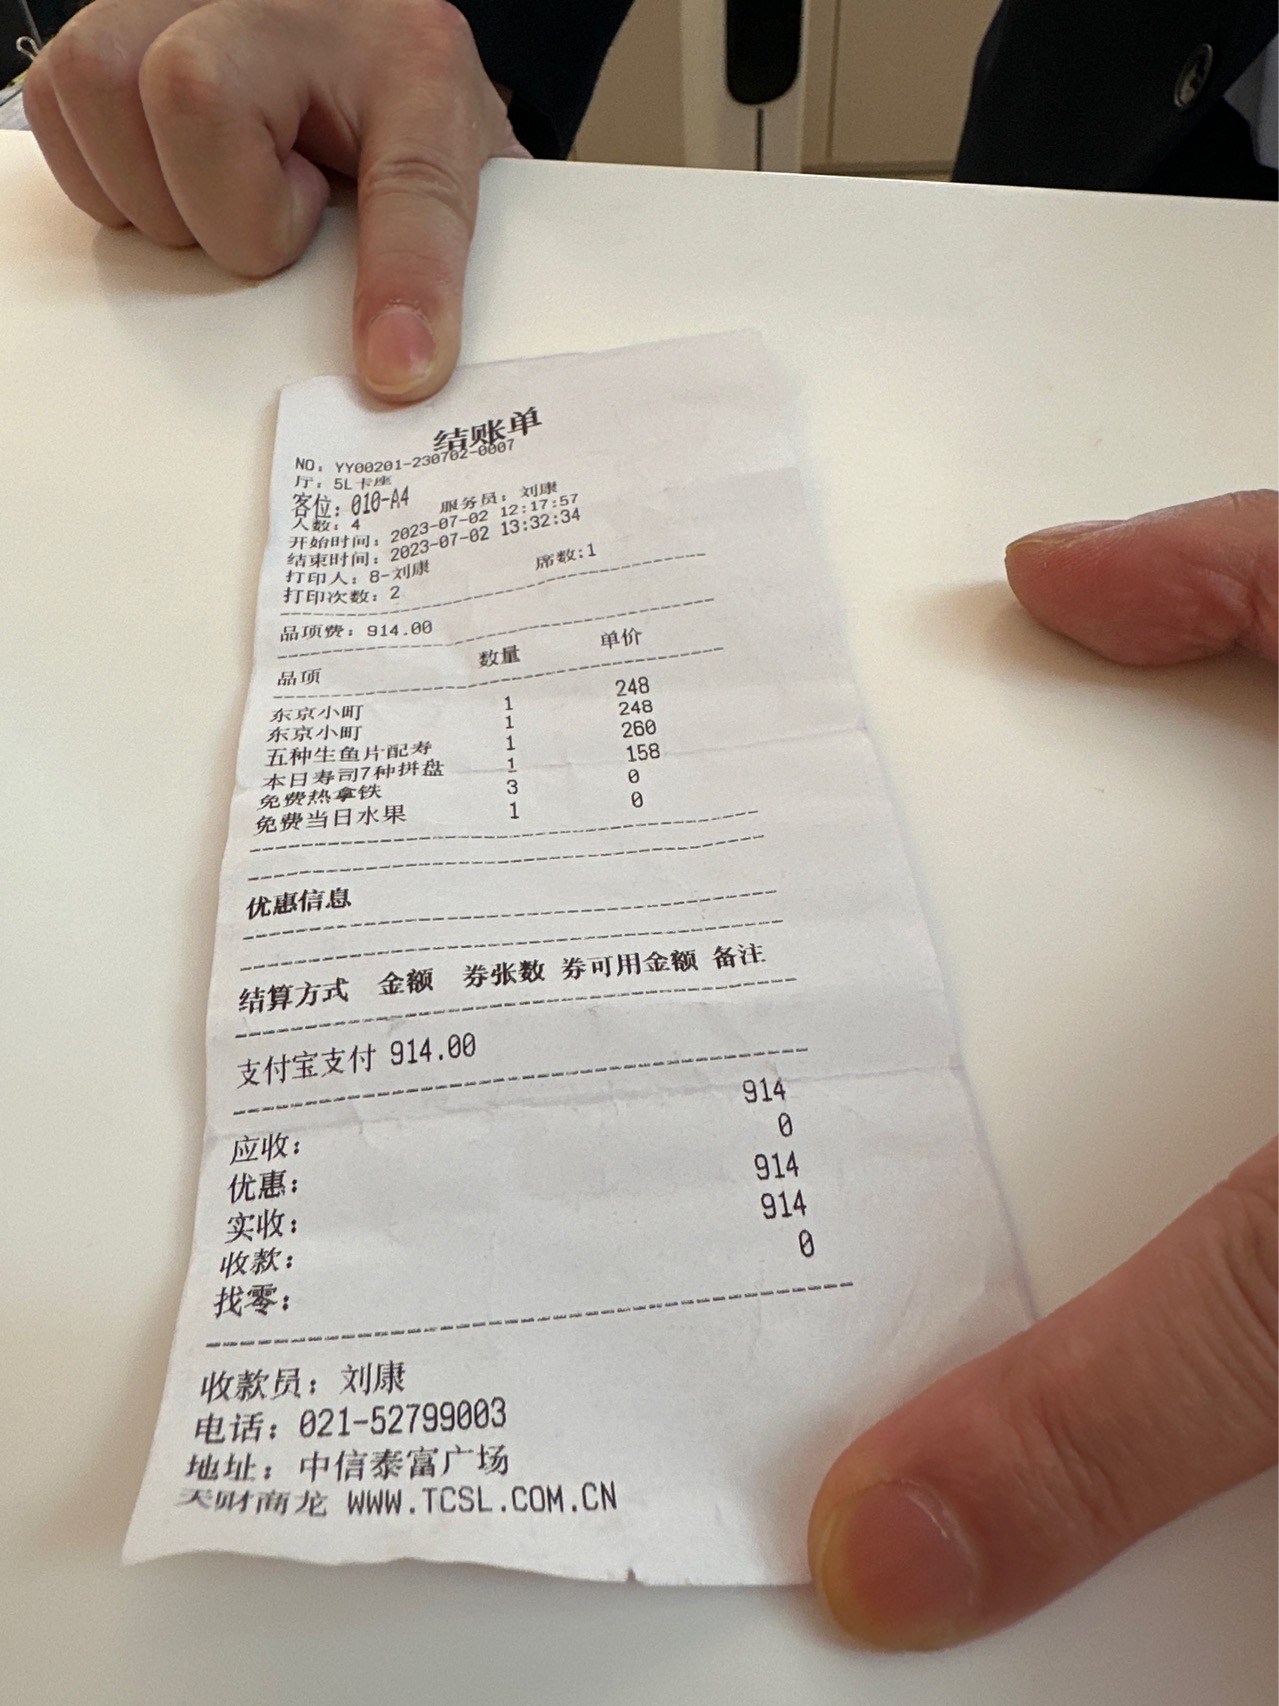 结账单
NO: YY00201-230702-0007
厅: 5L卡座
客位: 010-A4 服务员: 刘康
人数: 4
开始时间: 2023-07-02 12:17:57
结束时间: 2023-07-02 13:32:34
打印人: 8-刘康 席数:1
打印次数: 2
品项费: 914.00
品项 数量 单价
东京小町 1 248
东京小町 1 248
五种生鱼片配寿 1 260
本日寿司7种拼盘 1 158
免费热拿铁 3 0
免费当日水果 1 0
优惠信息
结算方式 金额 券张数 券可用金额 备注
支付宝支付 914.00
应收: 914
优惠: 0
实收: 914
收款: 914
找零: 0
收款员: 刘康
电话: 021-52799003
地址: 中信泰富广场
天财商龙 WWW.TCSL.COM.CN